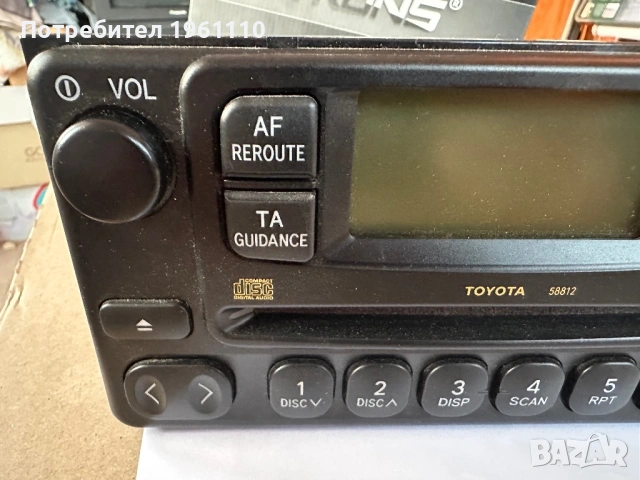 Потребител 1961110
VOL
AF
REROUTE
TA
GUIDANCE
COMPACT
disc
DIGITAL AUDIO
TOYOTA 58812
1
DISC
2
DISC
3
DISP
4
SCAN
5
RPT
BAZAR